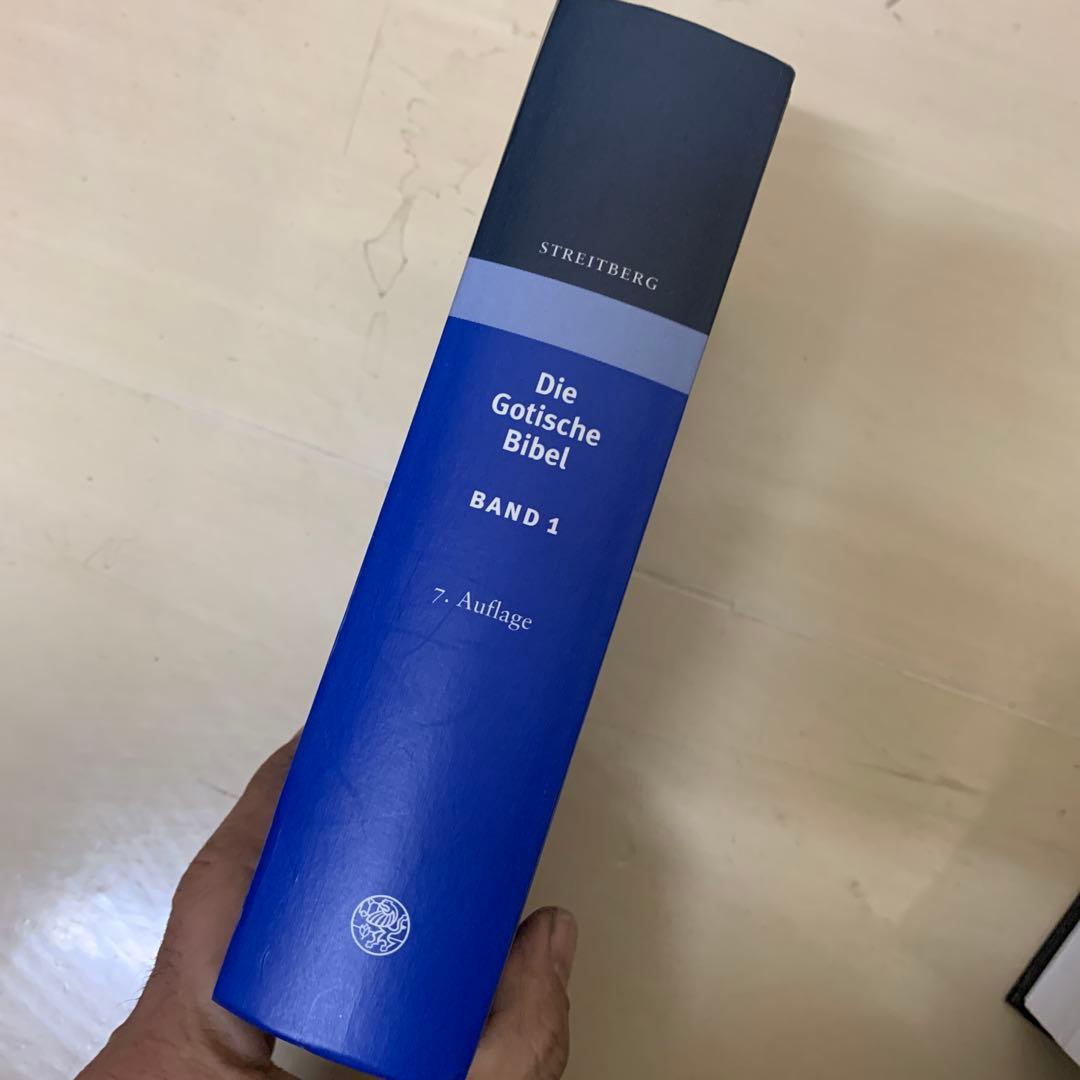 STREITBERG
Die
Gotische
Bibel
BAND 1
7. Auflage